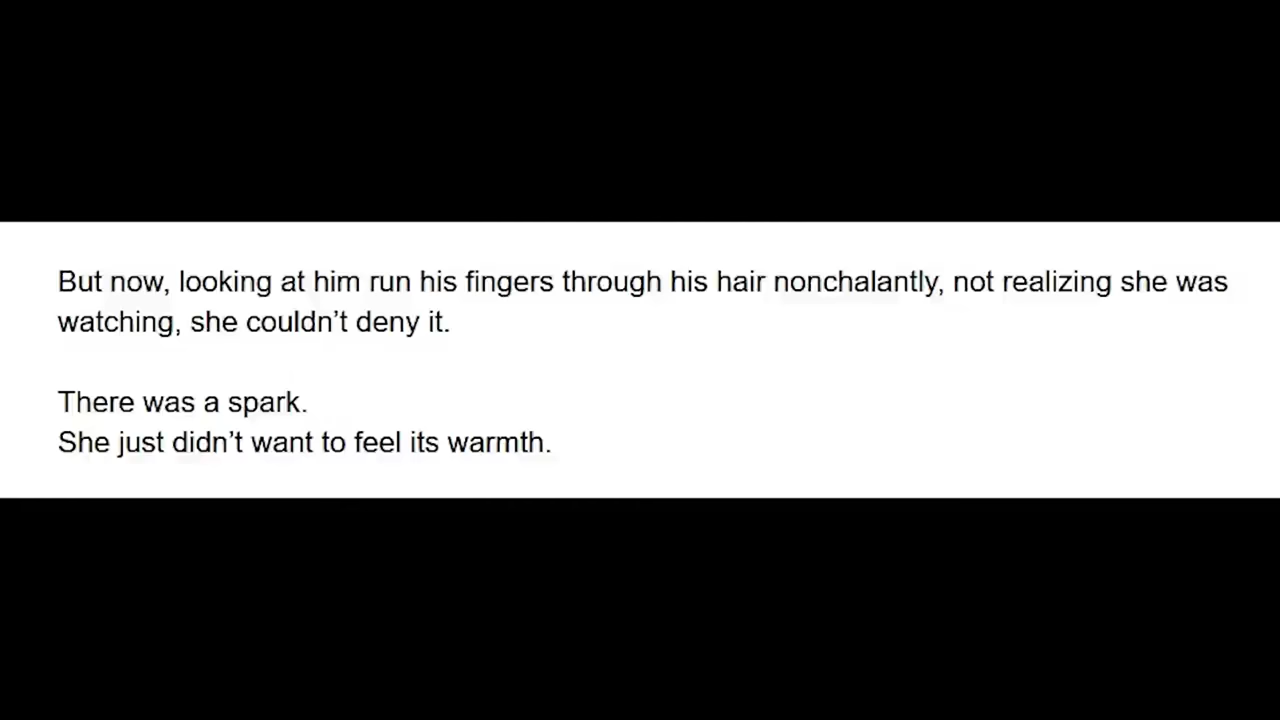 But now, looking at him run his fingers through his hair nonchalantly, not realizing she was
watching, she couldn’t deny it.
There was a spark.
She just didn’t want to feel its warmth.